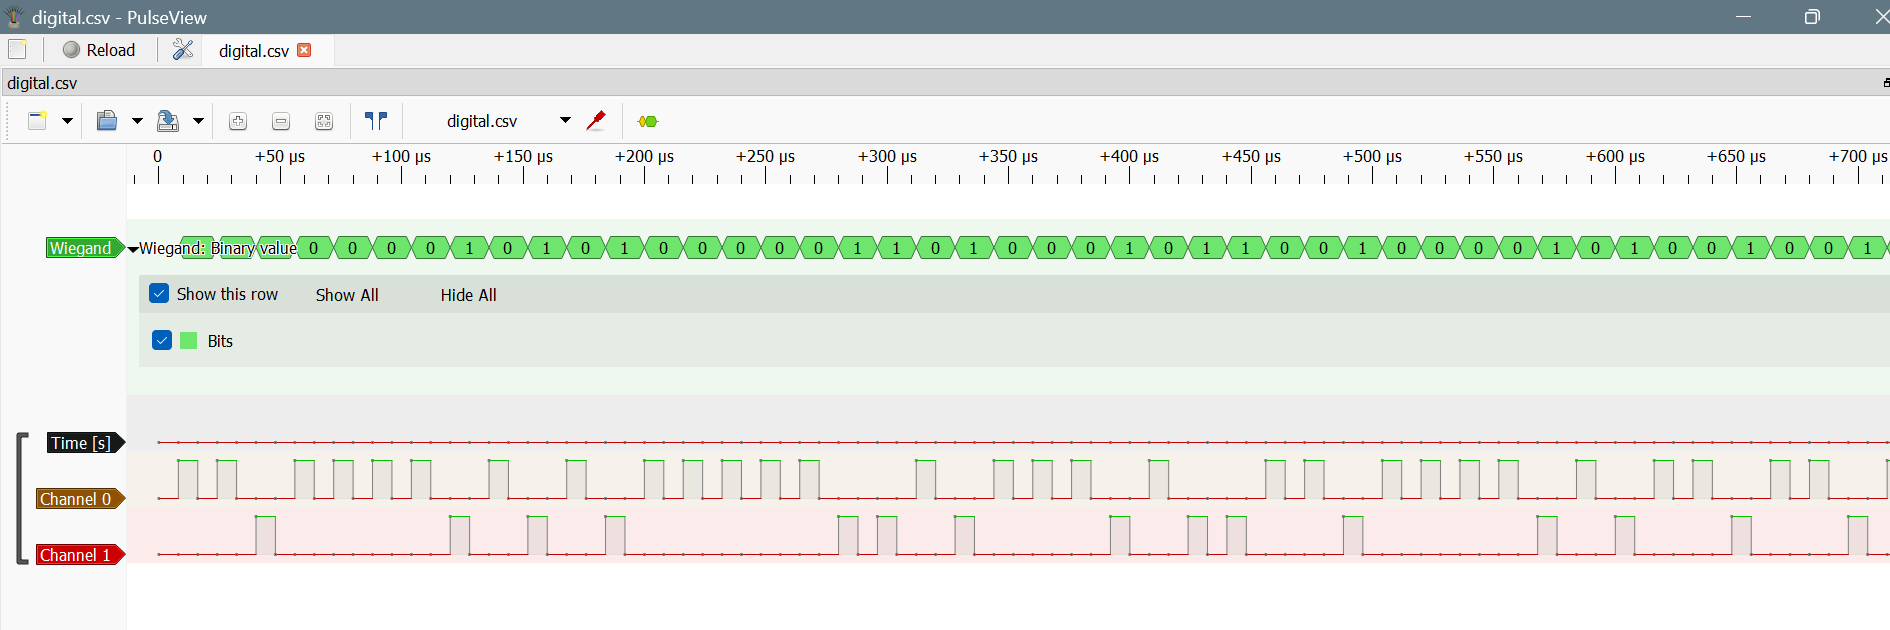 digital.csv - PulseView
Reload
digital.csv
digital.csv
digital.csv
0 +50 µs +100 µs +150 µs +200 µs +250 µs +300 µs +350 µs +400 µs +450 µs +500 µs +550 µs +600 µs +650 µs +700 µs
Wiegand Wiegand: Binary value 0 0 0 0 1 0 1 0 1 0 0 0 0 0 1 1 0 1 0 0 0 1 0 1 1 0 0 1 0 0 0 0 1 0 1 0 0 1 0 0 1
Show this row Show All Hide All
Bits
Time [s]
Channel 0
Channel 1